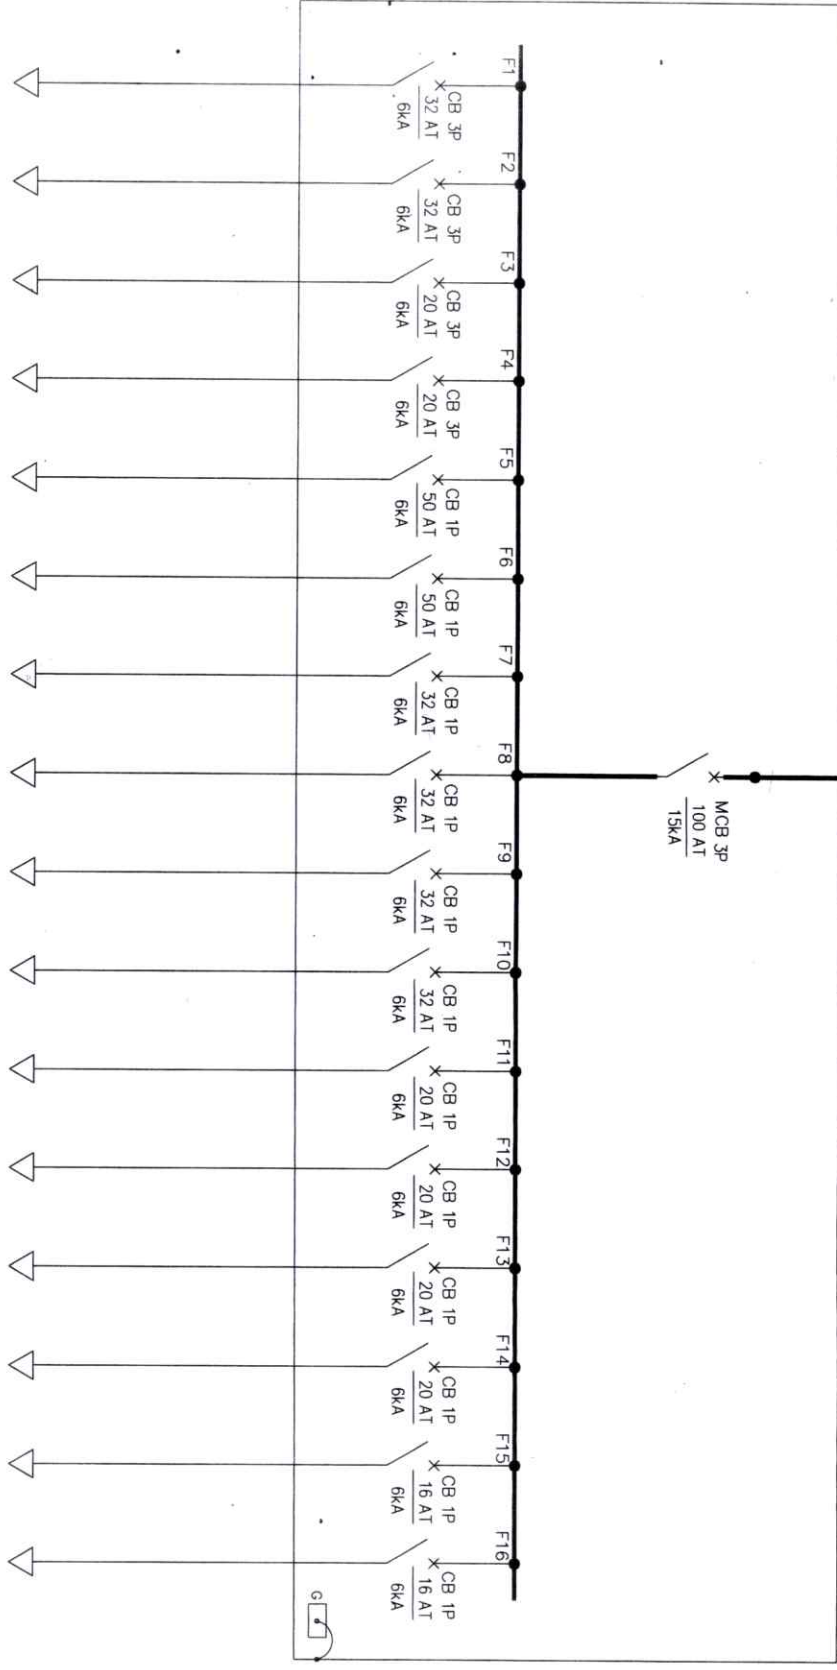 MCB 3P
100 AT
15kA
F1
CB 3P
32 AT
6kA
F2
CB 3P
32 AT
6kA
F3
CB 3P
20 AT
6kA
F4
CB 3P
20 AT
6kA
F5
CB 1P
50 AT
6kA
F6
CB 1P
50 AT
6kA
F7
CB 1P
32 AT
6kA
F8
CB 1P
32 AT
6kA
F9
CB 1P
32 AT
6kA
F10
CB 1P
32 AT
6kA
F11
CB 1P
20 AT
6kA
F12
CB 1P
20 AT
6kA
F13
CB 1P
20 AT
6kA
F14
CB 1P
20 AT
6kA
F15
CB 1P
16 AT
6kA
F16
CB 1P
16 AT
6kA
G